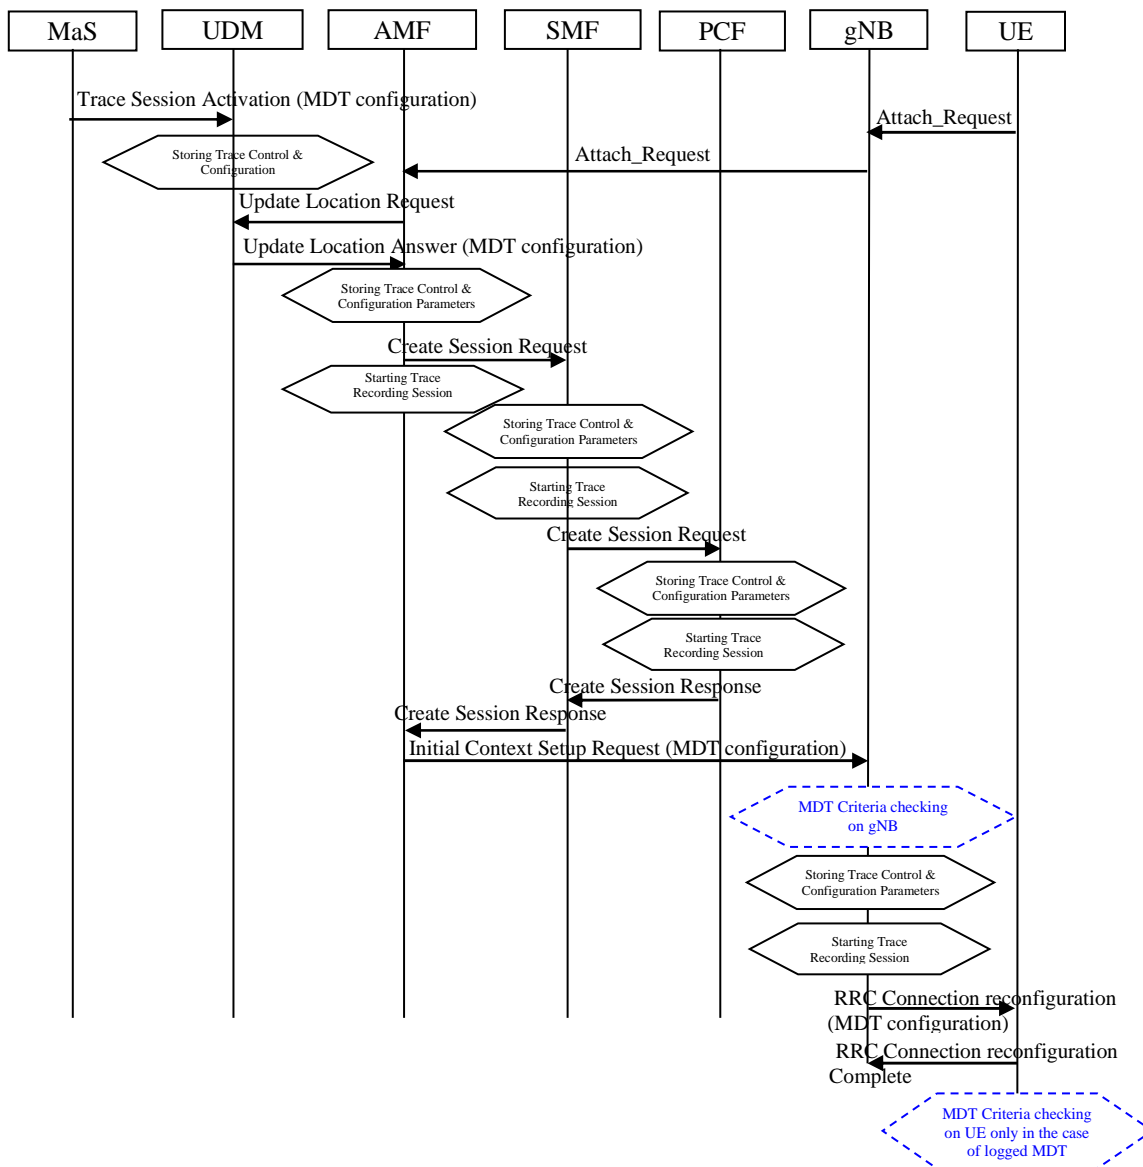 MaS
UDM
AMF
SMF
PCF
gNB
UE
Trace Session Activation (MDT configuration)
Attach_Request
Storing Trace Control &
Configuration
Attach_Request
Update Location Request
Update Location Answer (MDT configuration)
Storing Trace Control &
Configuration Parameters
Create Session Request
Starting Trace
Recording Session
Storing Trace Control &
Configuration Parameters
Starting Trace
Recording Session
Create Session Request
Storing Trace Control &
Configuration Parameters
Starting Trace
Recording Session
Create Session Response
Create Session Response
Initial Context Setup Request (MDT configuration)
MDT Criteria checking
on gNB
Storing Trace Control &
Configuration Parameters
Starting Trace
Recording Session
RRC Connection reconfiguration
(MDT configuration)
RRC Connection reconfiguration
Complete
MDT Criteria checking
on UE only in the case
of logged MDT